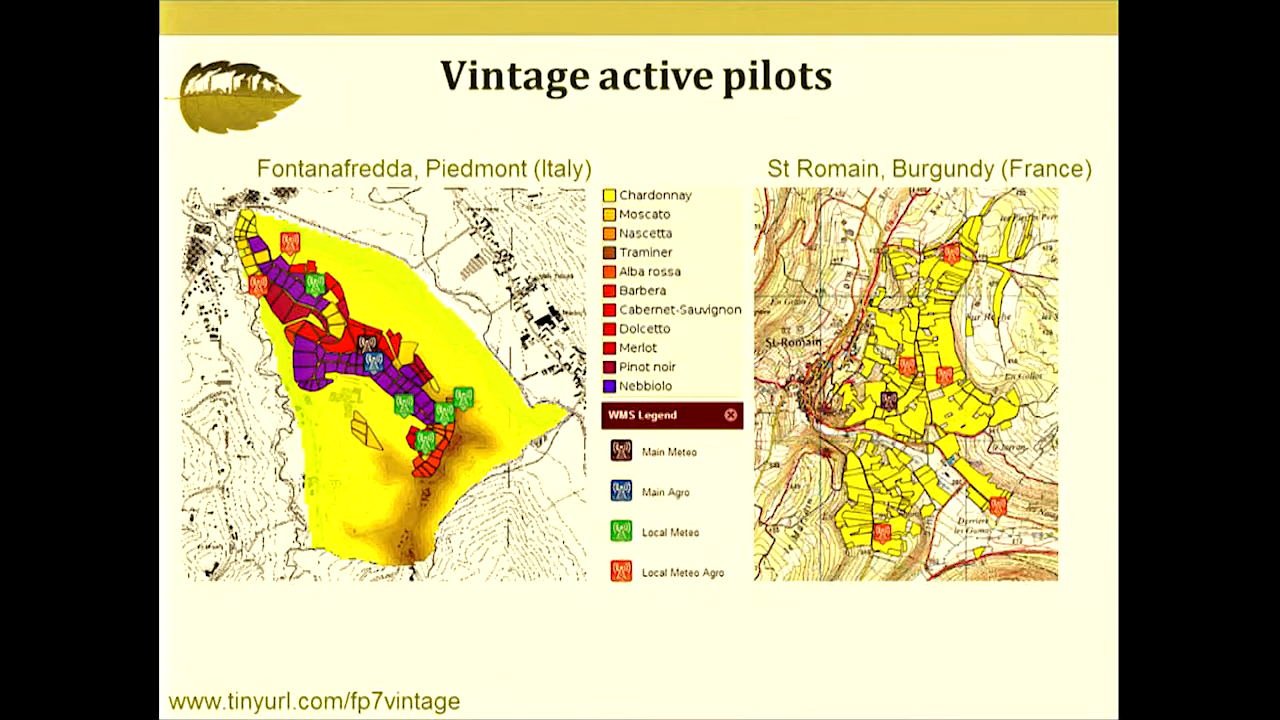 Vintage active pilots
Fontanafredda, Piedmont (Italy)
St Romain, Burgundy (France)
Chardonnay
Moscato
Nascetta
Traminer
Alba rossa
Barbera
Cabernet-Sauvignon
Dolcetto
Merlot
Pinot noir
Nebbiolo
WMS Legend
Main Meteo
Main Agro
Local Meteo
Local Meteo Agro
St-Romain
www.tinyurl.com/fp7vintage